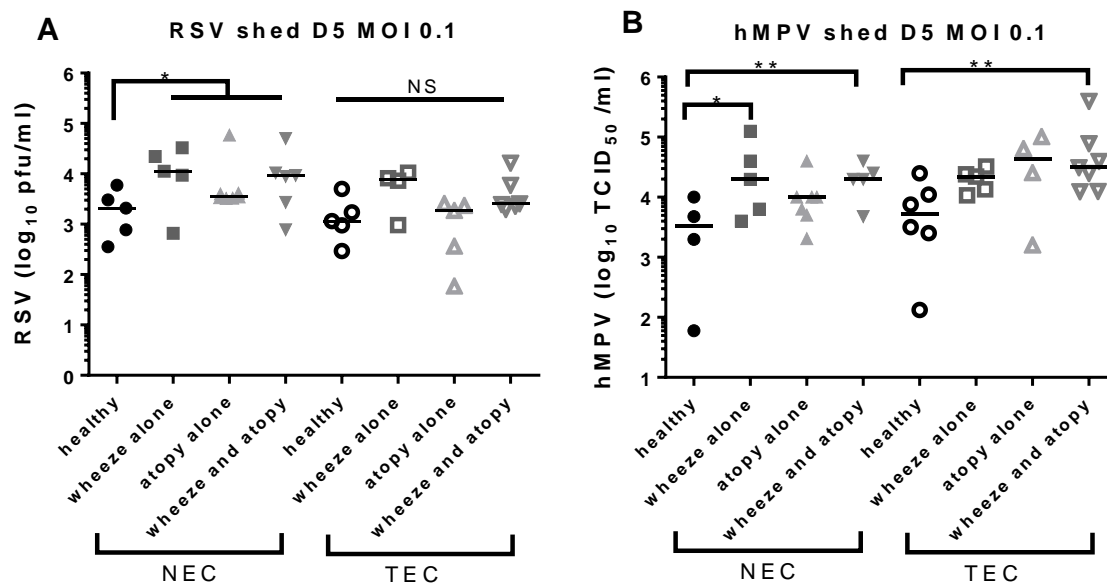 A
RSV shed D5 MOI 0.1
RSV (log10 pfu/ml)
6
5
4
3
2
1
0
*
NS
healthy
wheeze alone
atopy alone
wheeze and atopy
healthy
wheeze alone
atopy alone
wheeze and atopy
NEC
TEC
B
hMPV shed D5 MOI 0.1
hMPV (log10 TCID50 /ml)
6
5
4
3
2
1
**
*
**
healthy
wheeze alone
atopy alone
wheeze and atopy
healthy
wheeze alone
atopy alone
wheeze and atopy
NEC
TEC